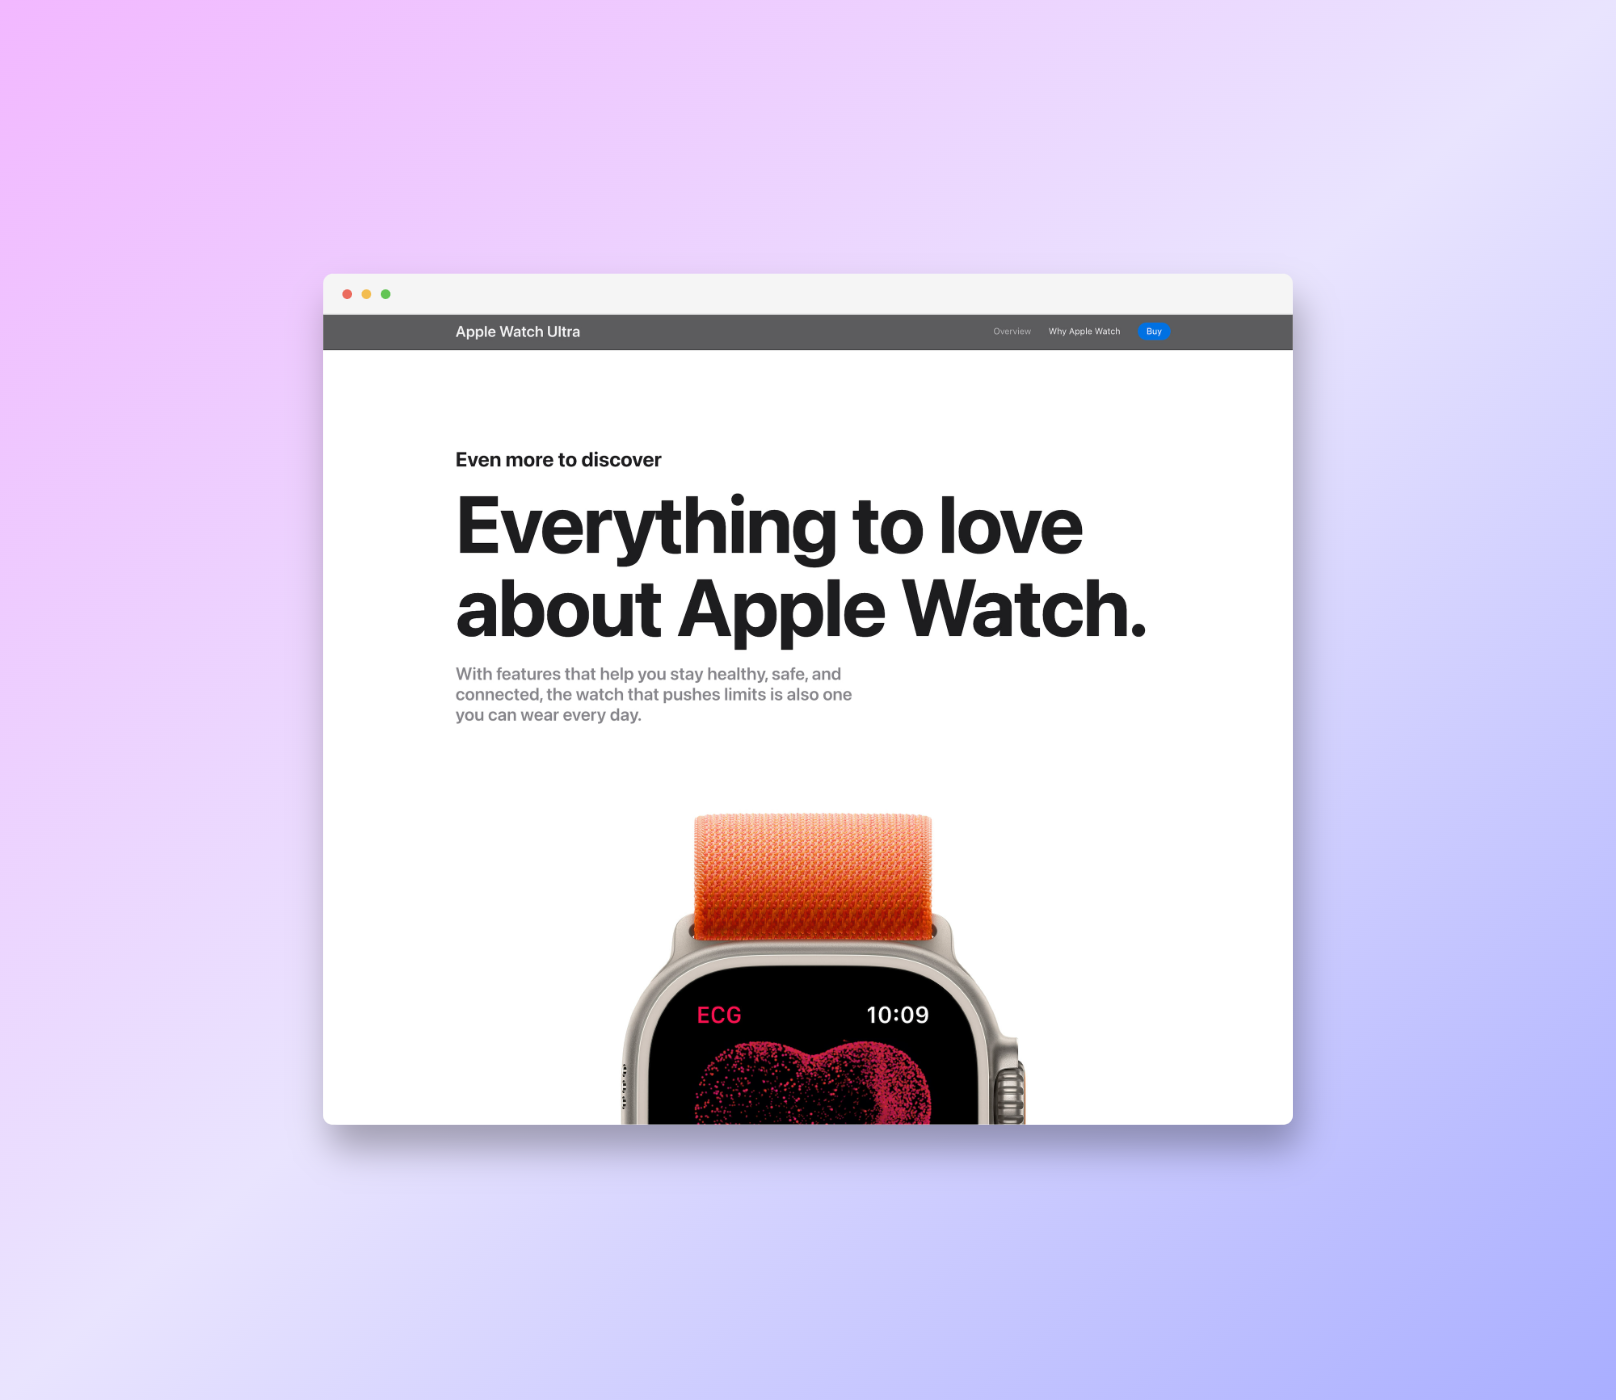 Apple Watch Ultra
Overview
Why Apple Watch
Buy
Even more to discover
Everything to love
about Apple Watch.
With features that help you stay healthy, safe, and
connected, the watch that pushes limits is also one
you can wear every day.
ECG
10:09